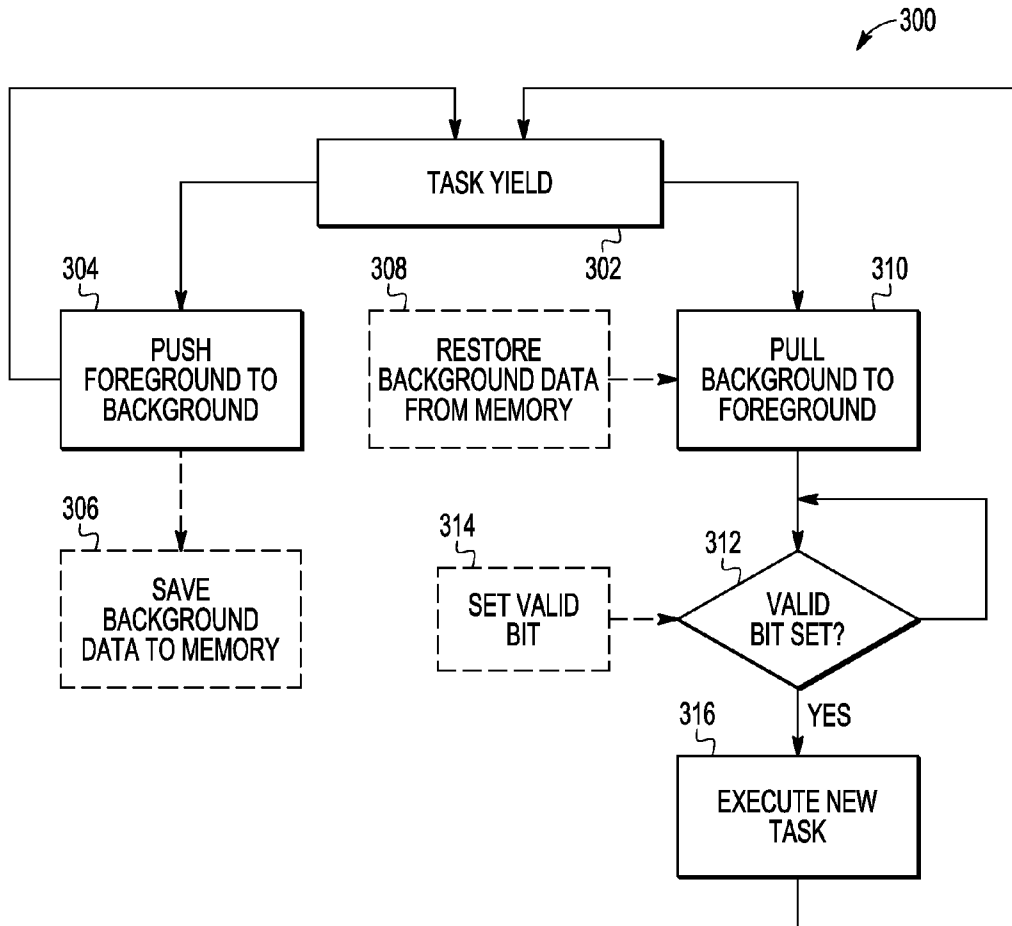 300
TASK YIELD
302
304
PUSH
FOREGROUND TO
BACKGROUND
308
RESTORE
BACKGROUND DATA
FROM MEMORY
310
PULL
BACKGROUND TO
FOREGROUND
306
SAVE
BACKGROUND
DATA TO MEMORY
314
SET VALID
BIT
312
VALID
BIT SET?
YES
316
EXECUTE NEW
TASK